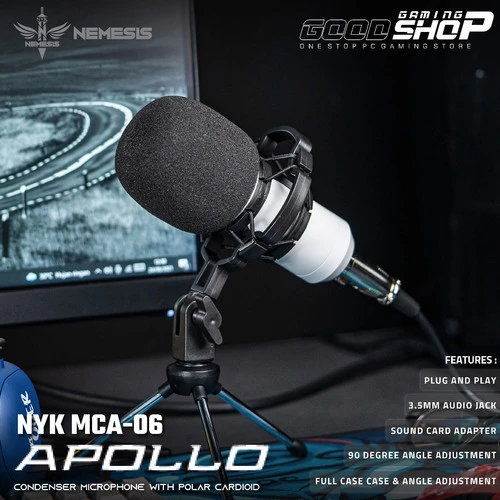 NEMESIS
NEMESIS
GAMING
GOOD SHOP
ONE STOP PC GAMING STORE
NYK MCA-06
APOLLO
CONDENSER MICROPHONE WITH POLAR CARDIOID
FEATURES :
PLUG AND PLAY
3.5MM AUDIO JACK
SOUND CARD ADAPTER
90 DEGREE ANGLE ADJUSTMENT
FULL CASE CASE & ANGLE ADJUSTMENT